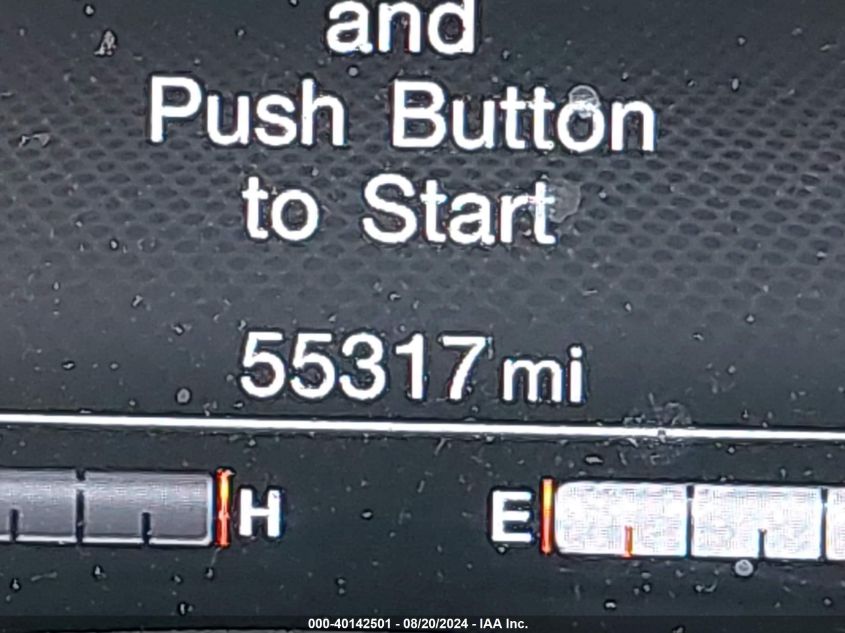 and
Push Button
to Start
55317 mi
H E
000-40142501 - 08/20/2024 - IAA Inc.